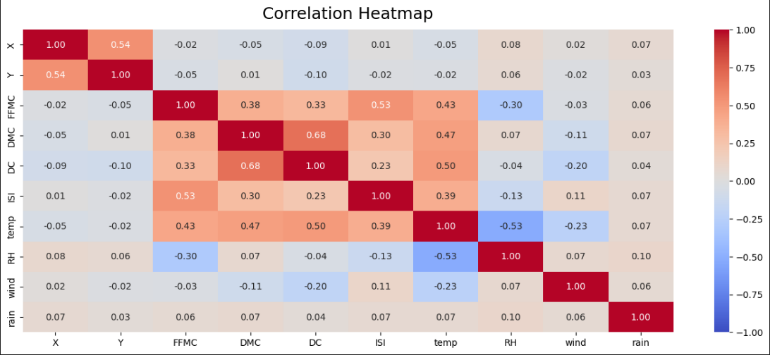 Correlation Heatmap
X 1.00 0.54 -0.02 -0.05 -0.09 0.01 -0.05 0.08 0.02 0.07
Y 0.54 1.00 -0.05 0.01 -0.10 -0.02 -0.02 0.06 -0.02 0.03
FFMC -0.02 -0.05 1.00 0.38 0.33 0.53 0.43 -0.30 -0.03 0.06
DMC -0.05 0.01 0.38 1.00 0.68 0.30 0.47 0.07 -0.11 0.07
DC -0.09 -0.10 0.33 0.68 1.00 0.23 0.50 -0.04 -0.20 0.04
ISI 0.01 -0.02 0.53 0.30 0.23 1.00 0.39 -0.13 0.11 0.07
temp -0.05 -0.02 0.43 0.47 0.50 0.39 1.00 -0.53 -0.23 0.07
RH 0.08 0.06 -0.30 0.07 -0.04 -0.13 -0.53 1.00 0.07 0.10
wind 0.02 -0.02 -0.03 -0.11 -0.20 0.11 -0.23 0.07 1.00 0.06
rain 0.07 0.03 0.06 0.07 0.04 0.07 0.07 0.10 0.06 1.00
X Y FFMC DMC DC ISI temp RH wind rain
1.00
0.75
0.50
0.25
0.00
−0.25
−0.50
−0.75
−1.00